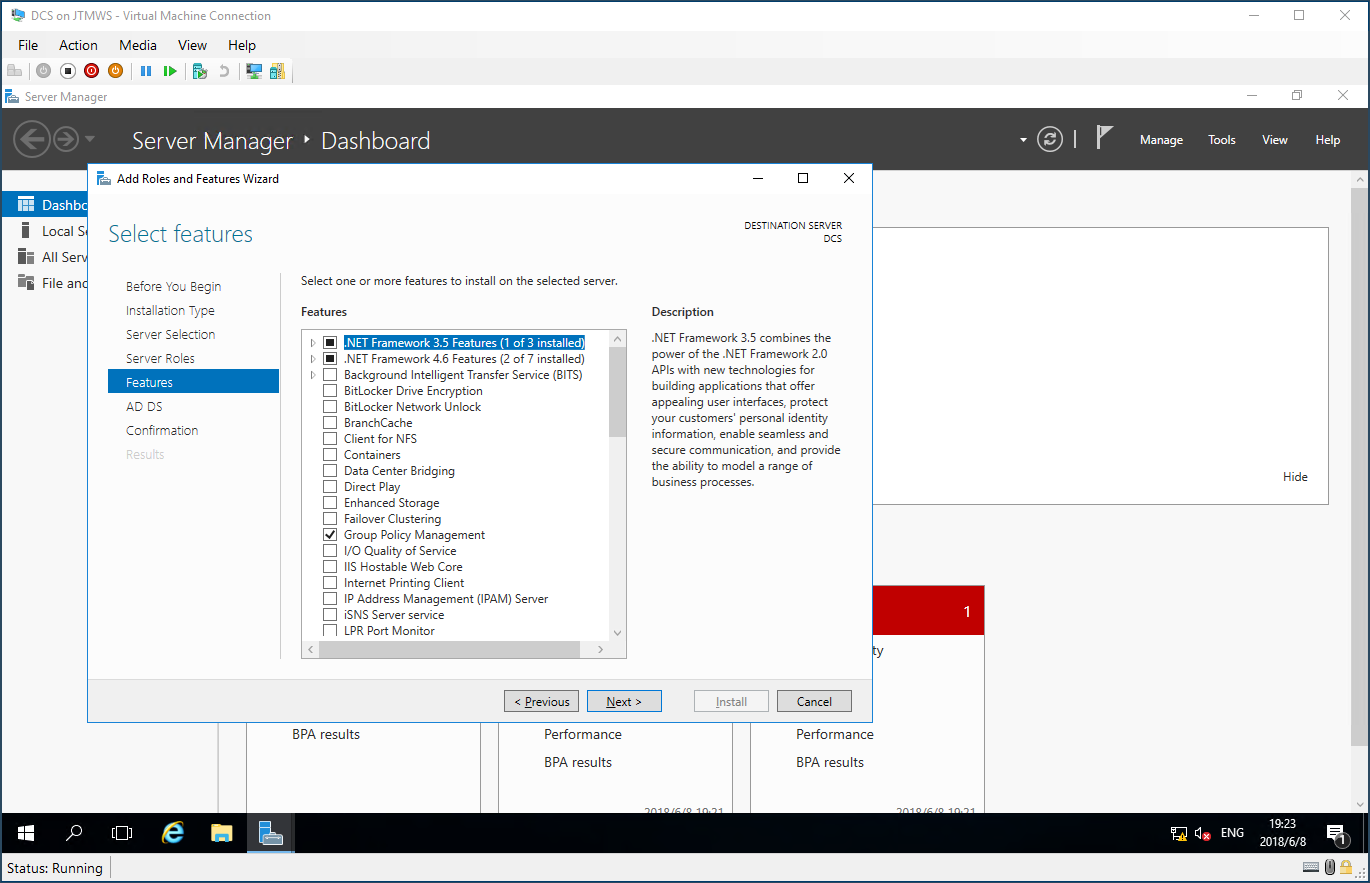 DCS on JTMWS - Virtual Machine Connection
File Action Media View Help
Server Manager
Server Manager ‣ Dashboard
Manage Tools View Help
Add Roles and Features Wizard
Dashbo
Local Se
All Serv
File and
Select features
DESTINATION SERVER
DCS
Before You Begin
Installation Type
Server Selection
Server Roles
Features
AD DS
Confirmation
Results
Select one or more features to install on the selected server.
Features
.NET Framework 3.5 Features (1 of 3 installed)
.NET Framework 4.6 Features (2 of 7 installed)
Background Intelligent Transfer Service (BITS)
BitLocker Drive Encryption
BitLocker Network Unlock
BranchCache
Client for NFS
Containers
Data Center Bridging
Direct Play
Enhanced Storage
Failover Clustering
Group Policy Management
I/O Quality of Service
IIS Hostable Web Core
Internet Printing Client
IP Address Management (IPAM) Server
iSNS Server service
LPR Port Monitor
Description
.NET Framework 3.5 combines the
power of the .NET Framework 2.0
APIs with new technologies for
building applications that offer
appealing user interfaces, protect
your customers' personal identity
information, enable seamless and
secure communication, and provide
the ability to model a range of
business processes.
Hide
1
ty
< Previous Next > Install Cancel
BPA results
Performance
BPA results
2018/6/8 19:21
Performance
BPA results
2018/6/8 19:21
ENG
19:23
2018/6/8
1
Status: Running